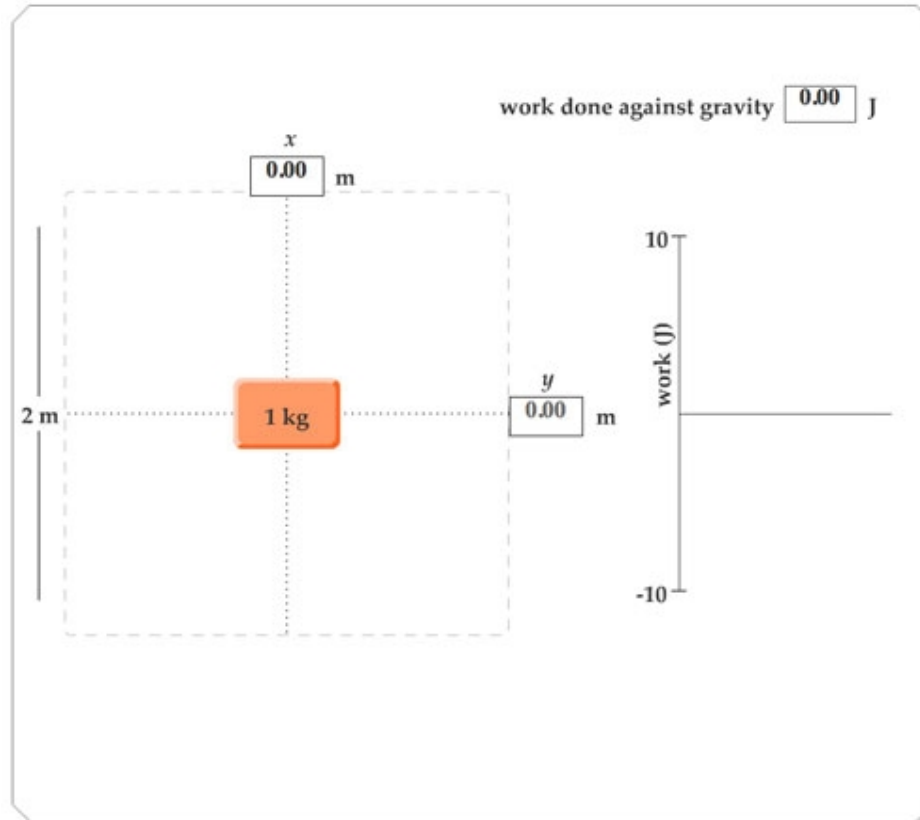 work done against gravity 0.00 J
x
0.00 m
10
work (J)
y
2 m 1 kg 0.00 m
-10